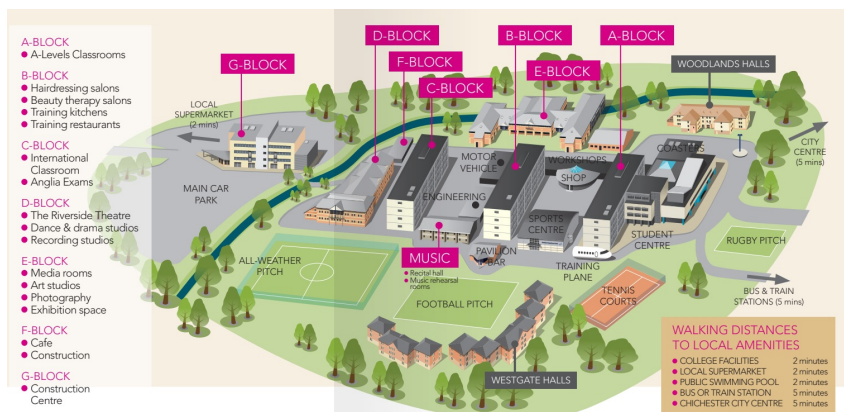 A-BLOCK
A-Levels Classrooms
B-BLOCK
Hairdressing salons
Beauty therapy salons
Training kitchens
Training restaurants
C-BLOCK
International
Classroom
Anglia Exams
D-BLOCK
The Riverside Theatre
Dance & drama studios
Recording studios
E-BLOCK
Media rooms
Art studios
Photography
Exhibition space
F-BLOCK
Cafe
Construction
G-BLOCK
Construction
Centre
D-BLOCK
B-BLOCK
A-BLOCK
G-BLOCK
F-BLOCK
E-BLOCK
C-BLOCK
WOODLANDS HALLS
LOCAL
SUPERMARKET
(2 mins)
CITY
CENTRE
(5 mins)
MAIN CAR
PARK
MOTOR
VEHICLE
WORKSHOPS
SHOP
COASTERS
ENGINEERING
SPORTS
CENTRE
STUDENT
CENTRE
RUGBY PITCH
ALL-WEATHER
PITCH
MUSIC
Recital hall
Music rehearsal
rooms
PAVILION
BAR
TRAINING
PLANE
TENNIS
COURTS
FOOTBALL PITCH
BUS & TRAIN
STATIONS (5 mins)
WESTGATE HALLS
WALKING DISTANCES
TO LOCAL AMENITIES
COLLEGE FACILITIES 2 minutes
LOCAL SUPERMARKET 2 minutes
PUBLIC SWIMMING POOL 2 minutes
BUS OR TRAIN STATION 5 minutes
CHICHESTER CITY CENTRE 5 minutes